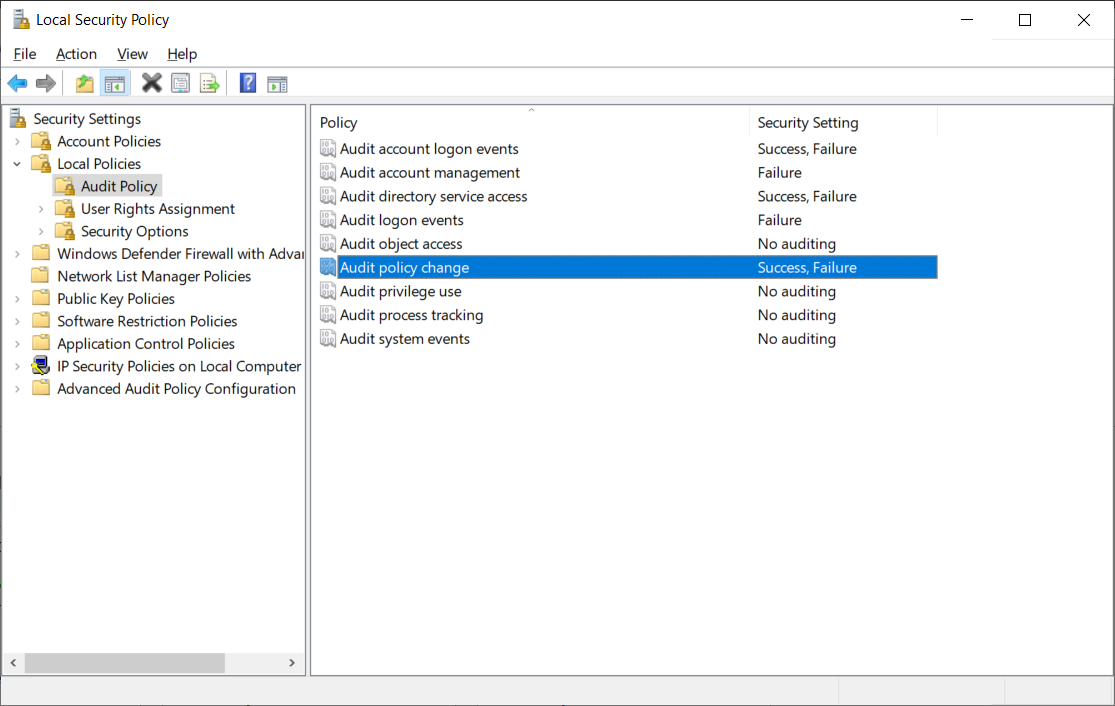 Local Security Policy
File Action View Help
Security Settings
Account Policies
Local Policies
Audit Policy
User Rights Assignment
Security Options
Windows Defender Firewall with Advan
Network List Manager Policies
Public Key Policies
Software Restriction Policies
Application Control Policies
IP Security Policies on Local Computer
Advanced Audit Policy Configuration
Policy Security Setting
Audit account logon events Success, Failure
Audit account management Failure
Audit directory service access Success, Failure
Audit logon events Failure
Audit object access No auditing
Audit policy change Success, Failure
Audit privilege use No auditing
Audit process tracking No auditing
Audit system events No auditing